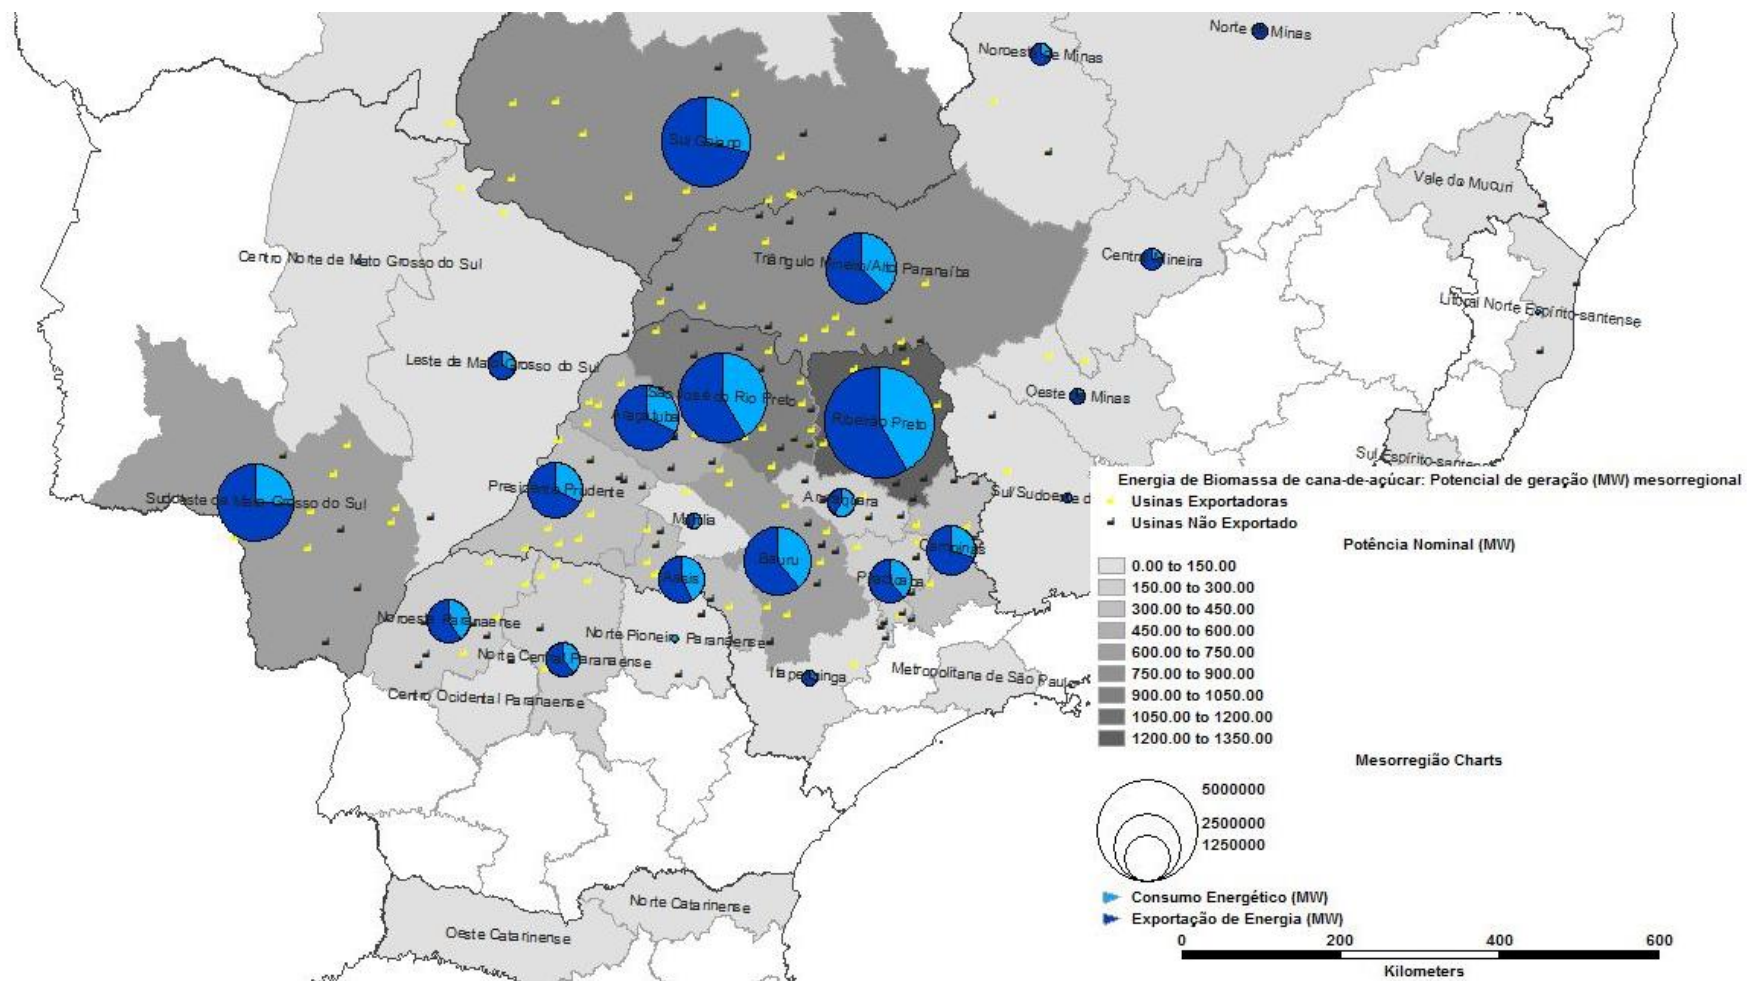 Norte de Minas
Noroeste de Minas
Sul Goiano
Vale do Mucuri
Triângulo Mineiro/Alto Paranaíba
Central Mineira
Centro Norte de Mato Grosso do Sul
Litoral Norte Espírito-santense
Leste de Mato Grosso do Sul
São José do Rio Preto
Araçatuba
Oeste de Minas
Ribeirão Preto
Sul Espírito-santense
Energia de Biomassa de cana-de-açúcar: Potencial de geração (MW) mesorregional
Usinas Exportadoras
Usinas Não Exportado
Potência Nominal (MW)
0.00 to 150.00
150.00 to 300.00
300.00 to 450.00
450.00 to 600.00
600.00 to 750.00
750.00 to 900.00
900.00 to 1050.00
1050.00 to 1200.00
1200.00 to 1350.00
Presidente Prudente
Sudoeste de Mato Grosso do Sul
Araraquara
Sul/Sudoeste d
Marília
Campinas
Bauru
Assis
Piracicaba
Noroeste Paranaense
Norte Pioneiro Paranaense
Norte Central Paranaense
Itapetininga
Metropolitana de São Paulo
Centro Ocidental Paranaense
Mesorregião Charts
5000000
2500000
1250000
Consumo Energético (MW)
Exportação de Energia (MW)
Norte Catarinense
Oeste Catarinense
0 200 400 600
Kilometers